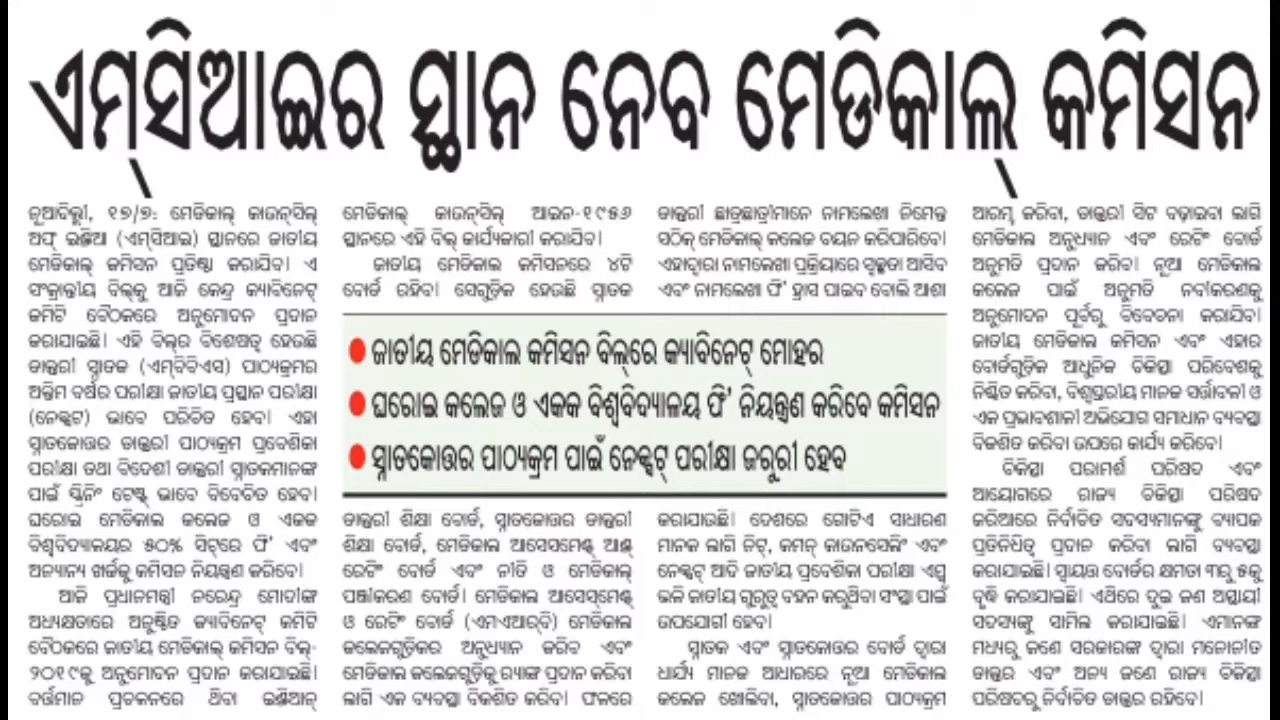 ଏମ୍‌ସିଆଇର ସ୍ଥାନ ନେବ ମେଡିକାଲ୍ କମିସନ
ନୂଆଦିଲ୍ଲୀ, ୧୭/୭: ମେଡିକାଲ୍ କାଉନ୍‌ସିଲ୍
ଅଫ୍ ଇଣ୍ଡିଆ (ଏମ୍‌ସିଆଇ) ସ୍ଥାନରେ ଜାତୀୟ
ମେଡିକାଲ୍ କମିସନ ପ୍ରତିଷ୍ଠା କରାଯିବ। ଏ
ସଂକ୍ରାନ୍ତୀୟ ବିଲ୍‌କୁ ଆଜି କେନ୍ଦ୍ର କ୍ୟାବିନେଟ୍
କମିଟି ବୈଠକରେ ଅନୁମୋଦନ ପ୍ରଦାନ
କରାଯାଇଛି। ଏହି ବିଲ୍‌ର ବିଶେଷତ୍ୱ ହେଉଛି
ଡାକ୍ତରୀ ସ୍ନାତକ (ଏମ୍‌ବିବିଏସ) ପାଠ୍ୟକ୍ରମର
ଅନ୍ତିମ ବର୍ଷର ପରୀକ୍ଷା ଜାତୀୟ ପ୍ରସ୍ଥାନ ପରୀକ୍ଷା
(ନେକ୍ସଟ) ଭାବେ ପରିଚିତ ହେବ। ଏହା
ସ୍ନାତକୋତ୍ତର ଡାକ୍ତରୀ ପାଠ୍ୟକ୍ରମ ପ୍ରବେଶିକା
ପରୀକ୍ଷା ତଥା ବିଦେଶୀ ଡାକ୍ତରୀ ସ୍ନାତକମାନଙ୍କ
ପାଇଁ ସ୍କ୍ରିନିଂ ଟେଷ୍ଟ ଭାବେ ବିବେଚିତ ହେବ।
ଘରୋଇ ମେଡିକାଲ କଲେଜ ଓ ଏକକ
ବିଶ୍ୱବିଦ୍ୟାଳୟର ୫୦% ସିଟ୍‌ରେ ଫି' ଏବଂ
ଅନ୍ୟାନ୍ୟ ଖର୍ଚ୍ଚକୁ କମିସନ ନିୟନ୍ତ୍ରଣ କରିବେ।
ଆଜି ପ୍ରଧାନମନ୍ତ୍ରୀ ନରେନ୍ଦ୍ର ମୋଦୀଙ୍କ
ଅଧ୍ୟକ୍ଷତାରେ ଅନୁଷ୍ଠିତ କ୍ୟାବିନେଟ୍ କମିଟି
ବୈଠକରେ ଜାତୀୟ ମେଡିକାଲ୍ କମିସନ ବିଲ୍-
୨୦୧୯କୁ ଅନୁମୋଦନ ପ୍ରଦାନ କରାଯାଇଛି।
ବର୍ତ୍ତମାନ ପ୍ରଚଳନରେ ଥିବା ଇଣ୍ଡିଆନ୍
ମେଡିକାଲ୍ କାଉନ୍‌ସିଲ୍ ଆଇନ-୧୯୫୬
ସ୍ଥାନରେ ଏହି ବିଲ୍ କାର୍ଯ୍ୟକାରୀ କରାଯିବ।
ଜାତୀୟ ମେଡିକାଲ କମିସନରେ ୪ଟି
ବୋର୍ଡ ରହିବ। ସେଗୁଡ଼ିକ ହେଉଛି ସ୍ନାତକ
● ଜାତୀୟ ମେଡିକାଲ କମିସନ ବିଲ୍‌ରେ କ୍ୟାବିନେଟ୍ ମୋହର
● ଘରୋଇ କଲେଜ ଓ ଏକକ ବିଶ୍ୱବିଦ୍ୟାଳୟ ଫି' ନିୟନ୍ତ୍ରଣ କରିବେ କମିସନ
● ସ୍ନାତକୋତ୍ତର ପାଠ୍ୟକ୍ରମ ପାଇଁ ନେକ୍ସଟ୍ ପରୀକ୍ଷା ଜରୁରୀ ହେବ
ଡାକ୍ତରୀ ଶିକ୍ଷା ବୋର୍ଡ, ସ୍ନାତକୋତ୍ତର ଡାକ୍ତରୀ
ଶିକ୍ଷା ବୋର୍ଡ, ମେଡିକାଲ ଆସେସମେଣ୍ଟ ଆଣ୍ଡ
ରେଟିଂ ବୋର୍ଡ ଏବଂ ନୀତି ଓ ମେଡିକାଲ୍
ପଞ୍ଜୀକରଣ ବୋର୍ଡ। ମେଡିକାଲ ଆସେସ୍‌ମେଣ୍ଟ
ଓ ରେଟିଂ ବୋର୍ଡ (ଏମଏଆର୍‌ବି) ମେଡିକାଲ
କଲେଜଗୁଡ଼ିକର ଅନୁଧ୍ୟାନ କରିବ ଏବଂ
ମେଡିକାଲ କଲେଜଗୁଡ଼ିକୁ ର୍‍ୟାଙ୍କ ପ୍ରଦାନ କରିବା
ଲାଗି ଏକ ବ୍ୟବସ୍ଥା ବିକଶିତ କରିବ। ଫଳରେ
ଡାକ୍ତରୀ ଛାତ୍ରଛାତ୍ରୀମାନେ ନାମଲେଖା ନିମନ୍ତେ
ସଠିକ୍ ମେଡିକାଲ୍ କଲେଜ ଚୟନ କରିପାରିବେ।
ଏହାଦ୍ୱାରା ନାମଲେଖା ପ୍ରକ୍ରିୟାରେ ସ୍ୱଚ୍ଛତା ଆସିବ
ଏବଂ ନାମଲେଖା ଫି' ହ୍ରାସ ପାଇବ ବୋଲି ଆଶା
କରାଯାଉଛି। ଦେଶରେ ଗୋଟିଏ ସାଧାରଣ
ମାନକ ଲାଗି ନିଟ୍, କମନ୍ କାଉନସେଲିଂ ଏବଂ
ନେକ୍ସଟ୍ ଆଦି ଜାତୀୟ ପ୍ରବେଶିକା ପରୀକ୍ଷା ଏମ୍ସ
ଭଳି ଜାତୀୟ ଗୁରୁତ୍ୱ ବହନ କରୁଥିବା ସଂସ୍ଥା ପାଇଁ
ଉପଯୋଗୀ ହେବ।
ସ୍ନାତକ ଏବଂ ସ୍ନାତକୋତ୍ତର ବୋର୍ଡ ଦ୍ୱାରା
ଧାର୍ଯ୍ୟ ମାନକ ଆଧାରରେ ନୂଆ ମେଡିକାଲ
କଲେଜ ଖୋଲିବା, ସ୍ନାତକୋତ୍ତର ପାଠ୍ୟକ୍ରମ
ଆରମ୍ଭ କରିବା, ଡାକ୍ତରୀ ସିଟ ବଢ଼ାଇବା ଲାଗି
ମେଡିକାଲ ଅନୁଧ୍ୟାନ ଏବଂ ରେଟିଂ ବୋର୍ଡ
ଅନୁମତି ପ୍ରଦାନ କରିବ। ନୂଆ ମେଡିକାଲ
କଲେଜ ପାଇଁ ଅନୁମତି ନବୀକରଣକୁ
ଅନୁମୋଦନ ପୂର୍ବରୁ ବିବେଚନା କରାଯିବ।
ଜାତୀୟ ମେଡିକାଲ କମିସନ ଏବଂ ଏହାର
ବୋର୍ଡଗୁଡ଼ିକ ଆଧୁନିକ ଚିକିତ୍ସା ପରିବେଶକୁ
ନିଶ୍ଚିତ କରିବା, ବିଶ୍ୱସ୍ତରୀୟ ମାନକ ସର୍ତ୍ତାବଳୀ ଓ
ଏକ ପ୍ରଭାବଶାଳୀ ଅଭିଯୋଗ ସମାଧାନ ବ୍ୟବସ୍ଥା
ବିକଶିତ କରିବା ଉପରେ କାର୍ଯ୍ୟ କରିବେ।
ଚିକିତ୍ସା ପରାମର୍ଶ ପରିଷଦ ଏବଂ
ଆୟୋଗରେ ରାଜ୍ୟ ଚିକିତ୍ସା ପରିଷଦ
ଜରିଆରେ ନିର୍ବାଚିତ ସଦସ୍ୟମାନଙ୍କୁ ବ୍ୟାପକ
ପ୍ରତିନିଧିତ୍ୱ ପ୍ରଦାନ କରିବା ଲାଗି ବ୍ୟବସ୍ଥା
କରାଯାଇଛି। ସ୍ୱାୟତ୍ତ ବୋର୍ଡର କ୍ଷମତା ୩ରୁ ୫କୁ
ବୃଦ୍ଧି କରାଯାଇଛି। ଏଥିରେ ଦୁଇ ଜଣ ଅସ୍ଥାୟୀ
ସଦସ୍ୟଙ୍କୁ ସାମିଲ କରାଯାଇଛି। ଏମାନଙ୍କ
ମଧ୍ୟରୁ ଜଣେ ସରକାରଙ୍କ ଦ୍ୱାରା ମନୋନୀତ
ଡାକ୍ତର ଏବଂ ଅନ୍ୟ ଜଣେ ରାଜ୍ୟ ଚିକିତ୍ସା
ପରିଷଦରୁ ନିର୍ବାଚିତ ଡାକ୍ତର ରହିବେ।